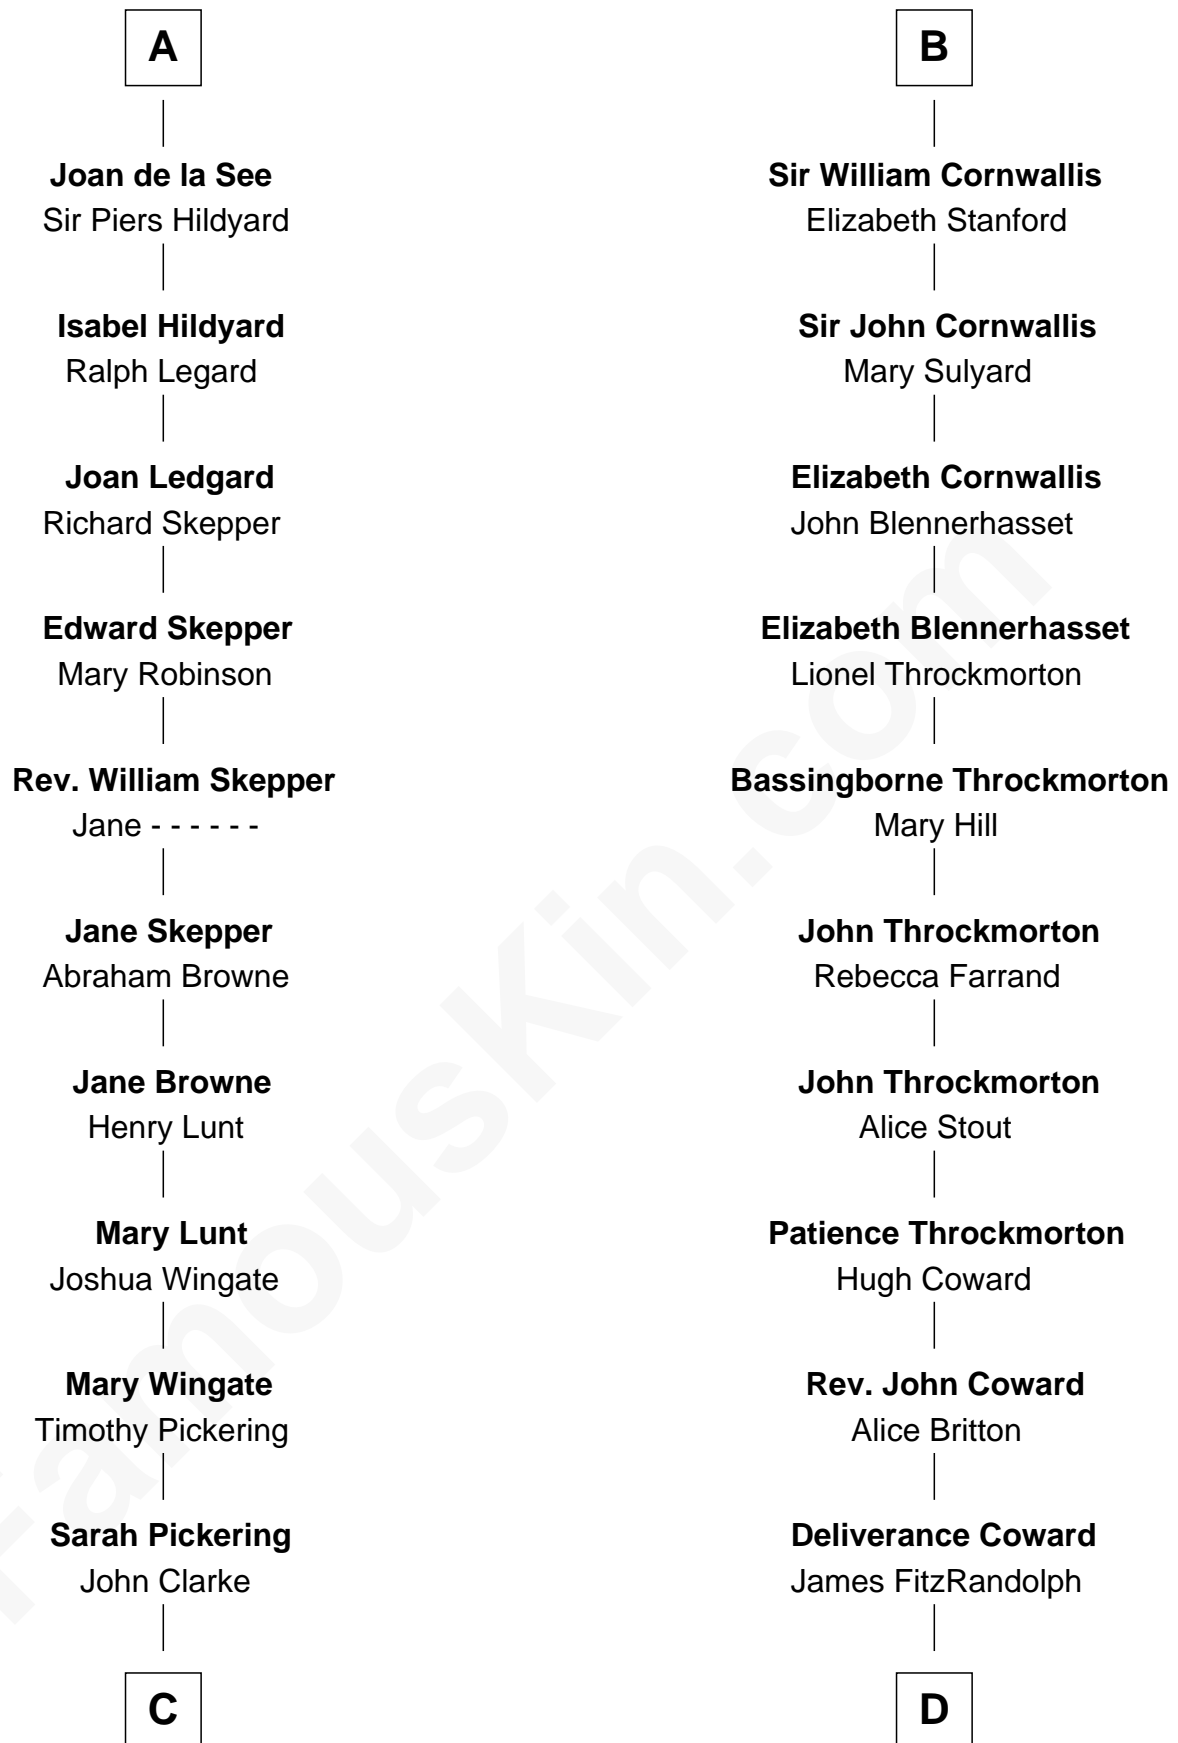 A
Joan de la See
Sir Piers Hildyard
Isabel Hildyard
Ralph Legard
Joan Ledgard
Richard Skepper
Edward Skepper
Mary Robinson
Rev. William Skepper
Jane - - - - - -
Jane Skepper
Abraham Browne
Jane Browne
Henry Lunt
Mary Lunt
Joshua Wingate
Mary Wingate
Timothy Pickering
Sarah Pickering
John Clarke
C
B
Sir William Cornwallis
Elizabeth Stanford
Sir John Cornwallis
Mary Sulyard
Elizabeth Cornwallis
John Blennerhasset
Elizabeth Blennerhasset
Lionel Throckmorton
Bassingborne Throckmorton
Mary Hill
John Throckmorton
Rebecca Farrand
John Throckmorton
Alice Stout
Patience Throckmorton
Hugh Coward
Rev. John Coward
Alice Britton
Deliverance Coward
James FitzRandolph
D
FamousKin.com